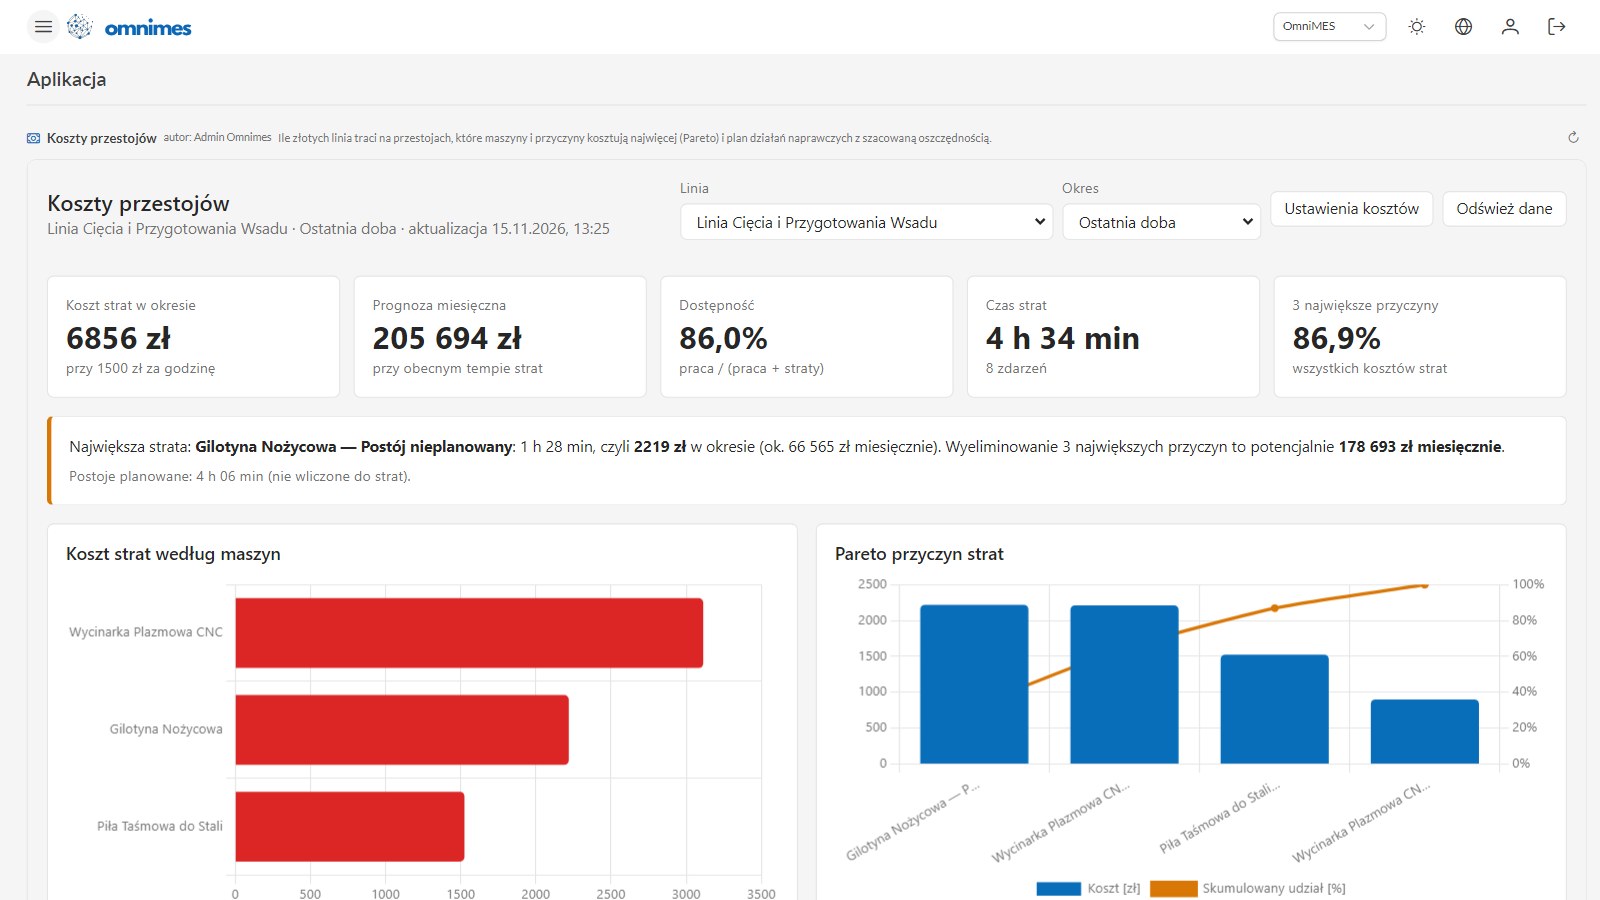 omnimes
OmniMES
Aplikacja
Koszty przestojów autor: Admin Omnimes Ile złotych linia traci na przestojach, które maszyny i przyczyny kosztują najwięcej (Pareto) i plan działań naprawczych z szacowaną oszczędnością.
Koszty przestojów
Linia Cięcia i Przygotowania Wsadu · Ostatnia doba · aktualizacja 15.11.2026, 13:25
Linia
Linia Cięcia i Przygotowania Wsadu
Okres
Ostatnia doba
Ustawienia kosztów
Odśwież dane
Koszt strat w okresie
6856 zł
przy 1500 zł za godzinę
Prognoza miesięczna
205 694 zł
przy obecnym tempie strat
Dostępność
86,0%
praca / (praca + straty)
Czas strat
4 h 34 min
8 zdarzeń
3 największe przyczyny
86,9%
wszystkich kosztów strat
Największa strata: Gilotyna Nożycowa — Postój nieplanowany: 1 h 28 min, czyli 2219 zł w okresie (ok. 66 565 zł miesięcznie). Wyeliminowanie 3 największych przyczyn to potencjalnie 178 693 zł miesięcznie.
Postoje planowane: 4 h 06 min (nie wliczone do strat).
Koszt strat według maszyn
Wycinarka Plazmowa CNC
Gilotyna Nożycowa
Piła Taśmowa do Stali
0 500 1000 1500 2000 2500 3000 3500
Pareto przyczyn strat
2500 100%
2000 80%
1500 60%
1000 40%
500 20%
0 0%
Gilotyna Nożycowa — P...
Wycinarka Plazmowa CN...
Piła Taśmowa do Stali...
Wycinarka Plazmowa CN...
Koszt [zł] Skumulowany udział [%]